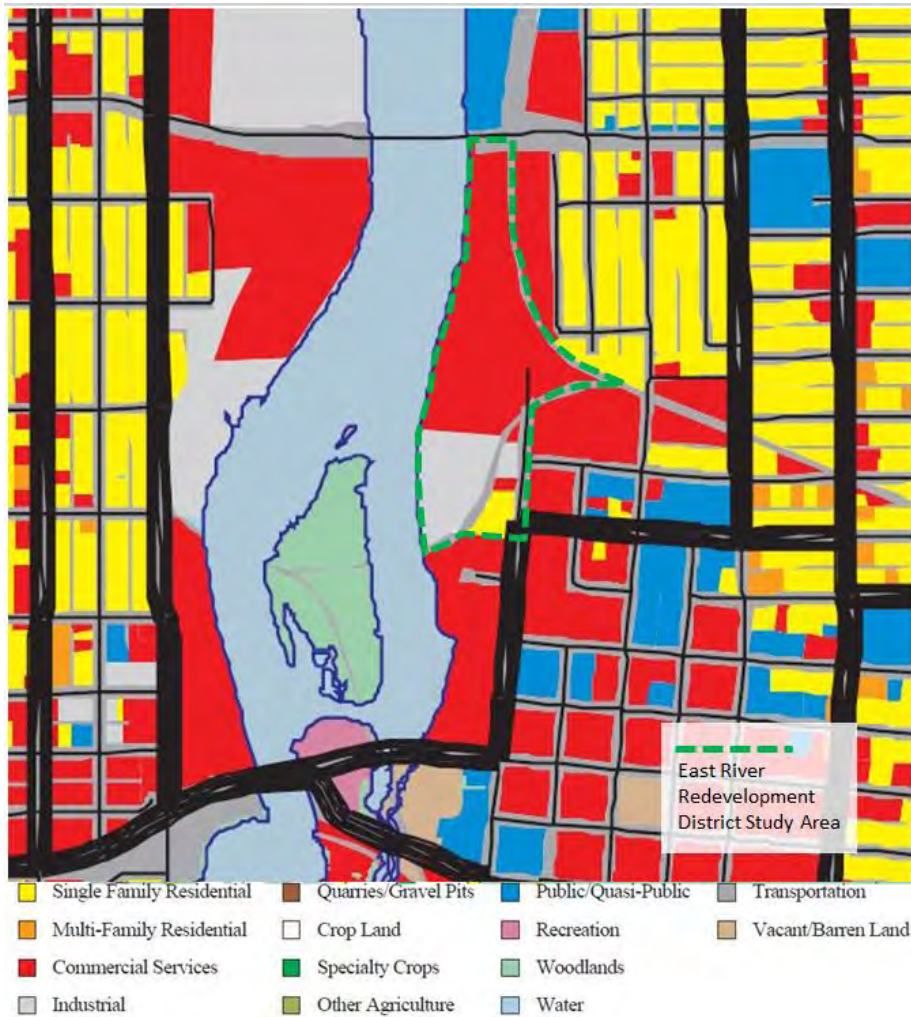 East River
Redevelopment
District Study Area
Single Family Residential
Quarries/Gravel Pits
Public/Quasi-Public
Transportation
Multi-Family Residential
Crop Land
Recreation
Vacant/Barren Land
Commercial Services
Specialty Crops
Woodlands
Industrial
Other Agriculture
Water